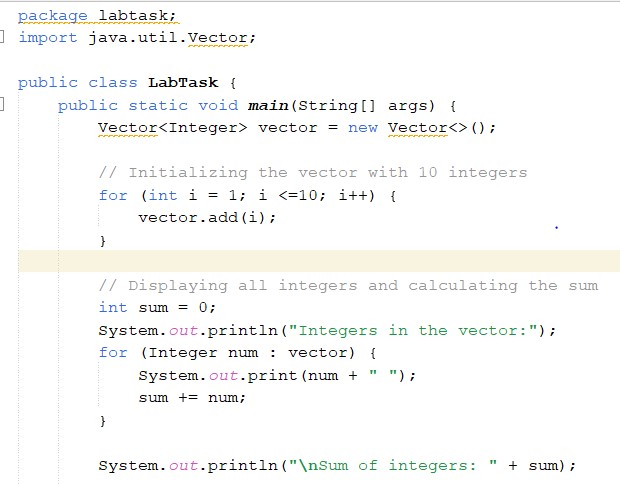 package labtask;
import java.util.Vector;
public class LabTask {
public static void main(String[] args) {
Vector<Integer> vector = new Vector<>();
// Initializing the vector with 10 integers
for (int i = 1; i <=10; i++) {
vector.add(i);
}
// Displaying all integers and calculating the sum
int sum = 0;
System.out.println("Integers in the vector:");
for (Integer num : vector) {
System.out.print(num + " ");
sum += num;
}
System.out.println("\nSum of integers: " + sum);